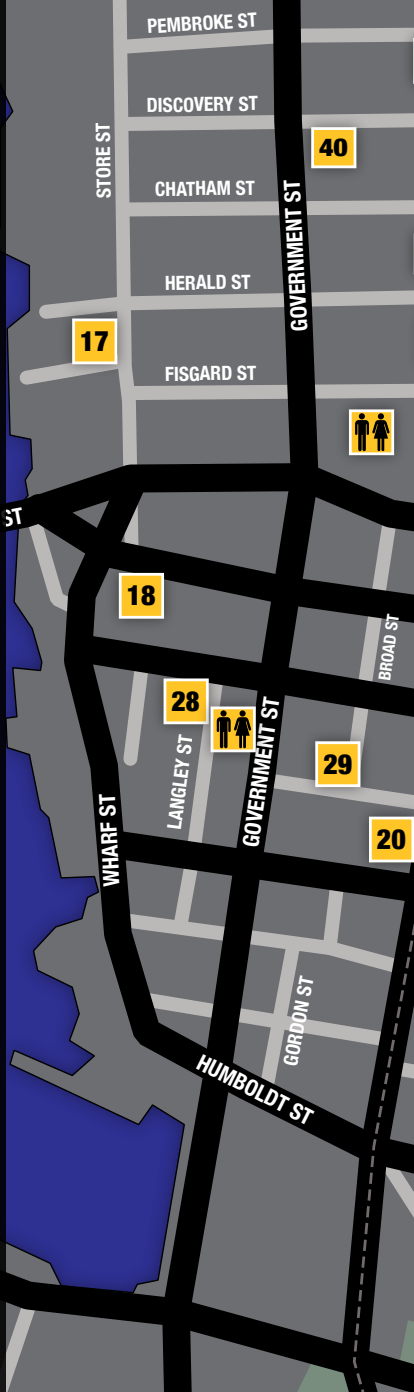 PEMBROKE ST
DISCOVERY ST
STORE ST
40
CHATHAM ST
GOVERNMENT ST
HERALD ST
17
FISGARD ST
ST
18
BROAD ST
28
LANGLEY ST
GOVERNMENT ST
29
WHARF ST
20
GORDON ST
HUMBOLDT ST